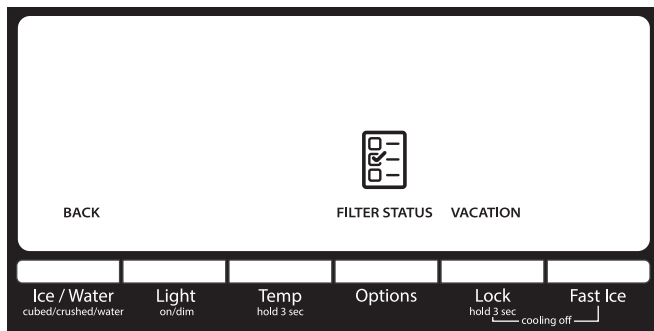 BACK FILTER STATUS VACATION
Ice / Water Light Temp Options Lock Fast Ice
cubed/crushed/water on/dim hold 3 sec hold 3 sec
cooling off